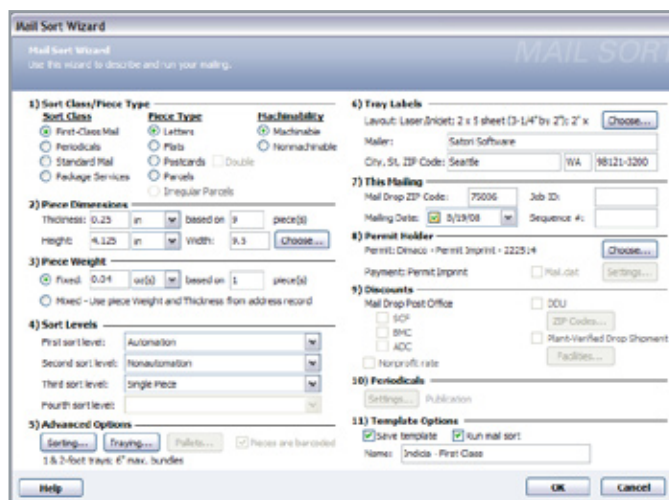 Mail Sort Wizard
Mail Sort Wizard
Use this wizard to describe and run your mailing.
MAIL SORT
1) Sort Class/Piece Type
Sort Class Piece Type Machinability
First-Class Mail Letters Machinable
Periodicals Flats Nonmachinable
Standard Mail Postcards Double
Package Services Parcels
Irregular Parcels
2) Piece Dimensions
Thickness: 0.25 in based on 9 piece(s)
Height: 4.125 in Width: 9.5 Choose...
3) Piece Weight
Fixed: 0.04 oz(s) based on 1 piece(s)
Mixed - Use piece Weight and Thickness from address record
4) Sort Levels
First sort level: Automation
Second sort level: Nonautomation
Third sort level: Single Piece
Fourth sort level:
5) Advanced Options
Sorting... Traying... Pallets... Pieces are barcoded
1 & 2-foot trays: 6" max. bundles
6) Tray Labels
Layout: Laser/Inkjet: 2 x 5 sheet (3-1/4" by 2"): 2" x Choose...
Mailer: Satori Software
City, St. ZIP Code: Seattle WA 98121-3200
7) This Mailing
Mail Drop ZIP Code: 75006 Job ID:
Mailing Date: 8/19/08 Sequence #:
8) Permit Holder
Permit: Dimaco - Permit Imprint - 222514 Choose...
Payment: Permit Imprint Mail.dat Settings...
9) Discounts
Mail Drop Post Office DDU
SCF ZIP Codes...
BMC Plant-Verified Drop Shipment
ADC Facilities...
Nonprofit rate
10) Periodicals
Settings... Publication
11) Template Options
Save template Run mail sort
Name: Indicia - First Class
Help OK Cancel